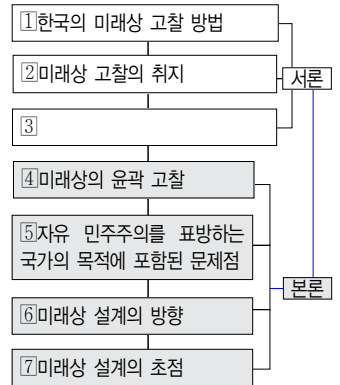 1한국의 미래상 고찰 방법
2미래상 고찰의 취지
서론
3
4미래상의 윤곽 고찰
5자유 민주주의를 표방하는
국가의 목적에 포함된 문제점
본론
6미래상 설계의 방향
7미래상 설계의 초점